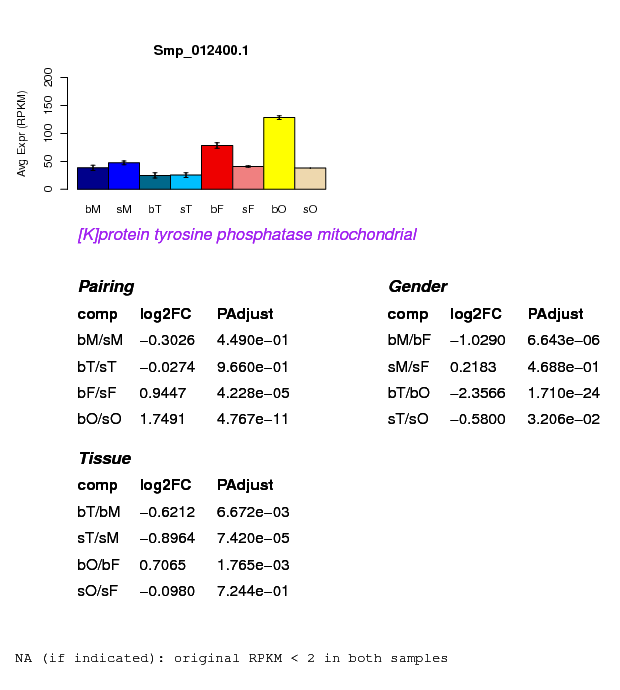 Smp_012400.1
Avg Expr (RPKM)
200
150
100
50
0
bM sM bT sT bF sF bO sO
[K]protein tyrosine phosphatase mitochondrial
Pairing
comp log2FC PAdjust
bM/sM −0.3026 4.490e−01
bT/sT −0.0274 9.660e−01
bF/sF 0.9447 4.228e−05
bO/sO 1.7491 4.767e−11
Gender
comp log2FC PAdjust
bM/bF −1.0290 6.643e−06
sM/sF 0.2183 4.688e−01
bT/bO −2.3566 1.710e−24
sT/sO −0.5800 3.206e−02
Tissue
comp log2FC PAdjust
bT/bM −0.6212 6.672e−03
sT/sM −0.8964 7.420e−05
bO/bF 0.7065 1.765e−03
sO/sF −0.0980 7.244e−01
NA (if indicated): original RPKM < 2 in both samples